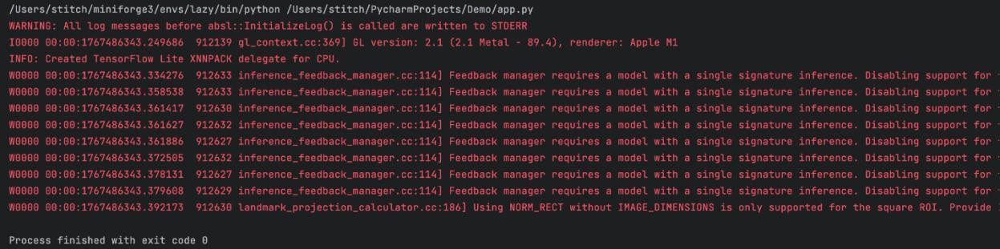 /Users/stitch/miniforge3/envs/lazy/bin/python /Users/stitch/PycharmProjects/Demo/app.py
WARNING: All log messages before absl::InitializeLog() is called are written to STDERR
I0000 00:00:1767486343.249686  912139 gl_context.cc:369] GL version: 2.1 (2.1 Metal - 89.4), renderer: Apple M1
INFO: Created TensorFlow Lite XNNPACK delegate for CPU.
W0000 00:00:1767486343.334276  912633 inference_feedback_manager.cc:114] Feedback manager requires a model with a single signature inference. Disabling support for
W0000 00:00:1767486343.358538  912633 inference_feedback_manager.cc:114] Feedback manager requires a model with a single signature inference. Disabling support for
W0000 00:00:1767486343.361417  912630 inference_feedback_manager.cc:114] Feedback manager requires a model with a single signature inference. Disabling support for
W0000 00:00:1767486343.361627  912632 inference_feedback_manager.cc:114] Feedback manager requires a model with a single signature inference. Disabling support for
W0000 00:00:1767486343.361886  912627 inference_feedback_manager.cc:114] Feedback manager requires a model with a single signature inference. Disabling support for
W0000 00:00:1767486343.372505  912632 inference_feedback_manager.cc:114] Feedback manager requires a model with a single signature inference. Disabling support for
W0000 00:00:1767486343.378131  912627 inference_feedback_manager.cc:114] Feedback manager requires a model with a single signature inference. Disabling support for
W0000 00:00:1767486343.379608  912629 inference_feedback_manager.cc:114] Feedback manager requires a model with a single signature inference. Disabling support for
W0000 00:00:1767486343.392173  912630 landmark_projection_calculator.cc:186] Using NORM_RECT without IMAGE_DIMENSIONS is only supported for the square ROI. Provide
Process finished with exit code 0